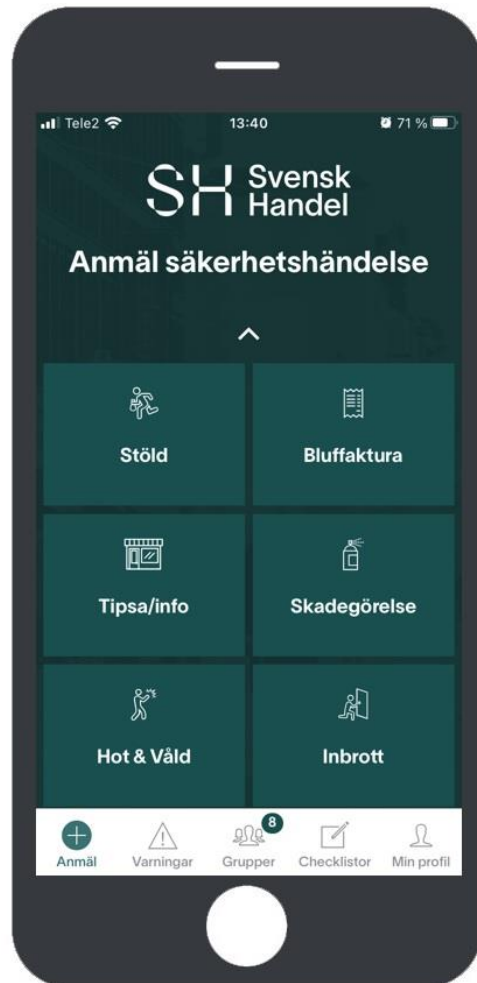 Tele2 13:40 71 %
SH Svensk
Handel
Anmäl säkerhetshändelse
Stöld Bluffaktura
Tipsa/info Skadegörelse
Hot & Våld Inbrott
8
Anmäl Varningar Grupper Checklistor Min profil